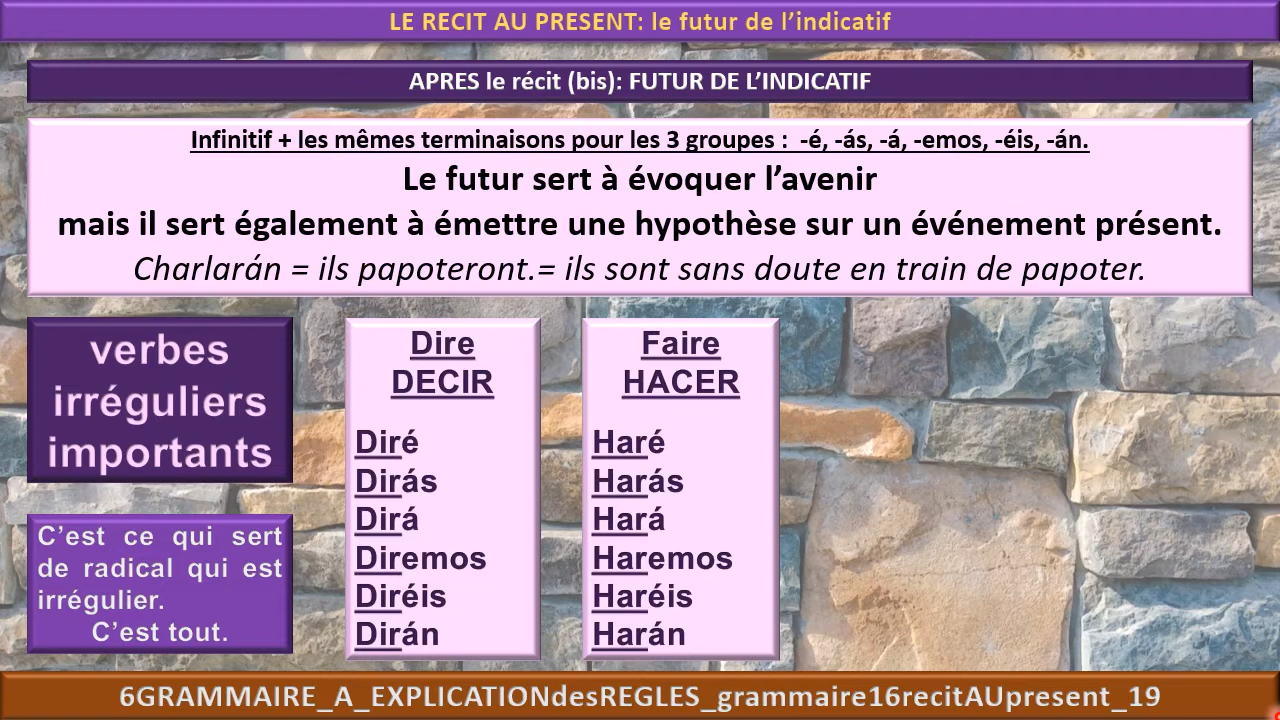 LE RECIT AU PRESENT: le futur de l’indicatif
APRES le récit (bis): FUTUR DE L’INDICATIF
Infinitif + les mêmes terminaisons pour les 3 groupes :  -é, -ás, -á, -emos, -éis, -án.
Le futur sert à évoquer l’avenir
mais il sert également à émettre une hypothèse sur un événement présent.
Charlarán = ils papoteront.= ils sont sans doute en train de papoter.
verbes
irréguliers
importants
C’est ce qui sert
de radical qui est
irrégulier.
C’est tout.
Dire
DECIR
Diré
Dirás
Dirá
Diremos
Diréis
Dirán
Faire
HACER
Haré
Harás
Hará
Haremos
Haréis
Harán
6GRAMMAIRE_A_EXPLICATIONdesREGLES_grammaire16recitAUpresent_19